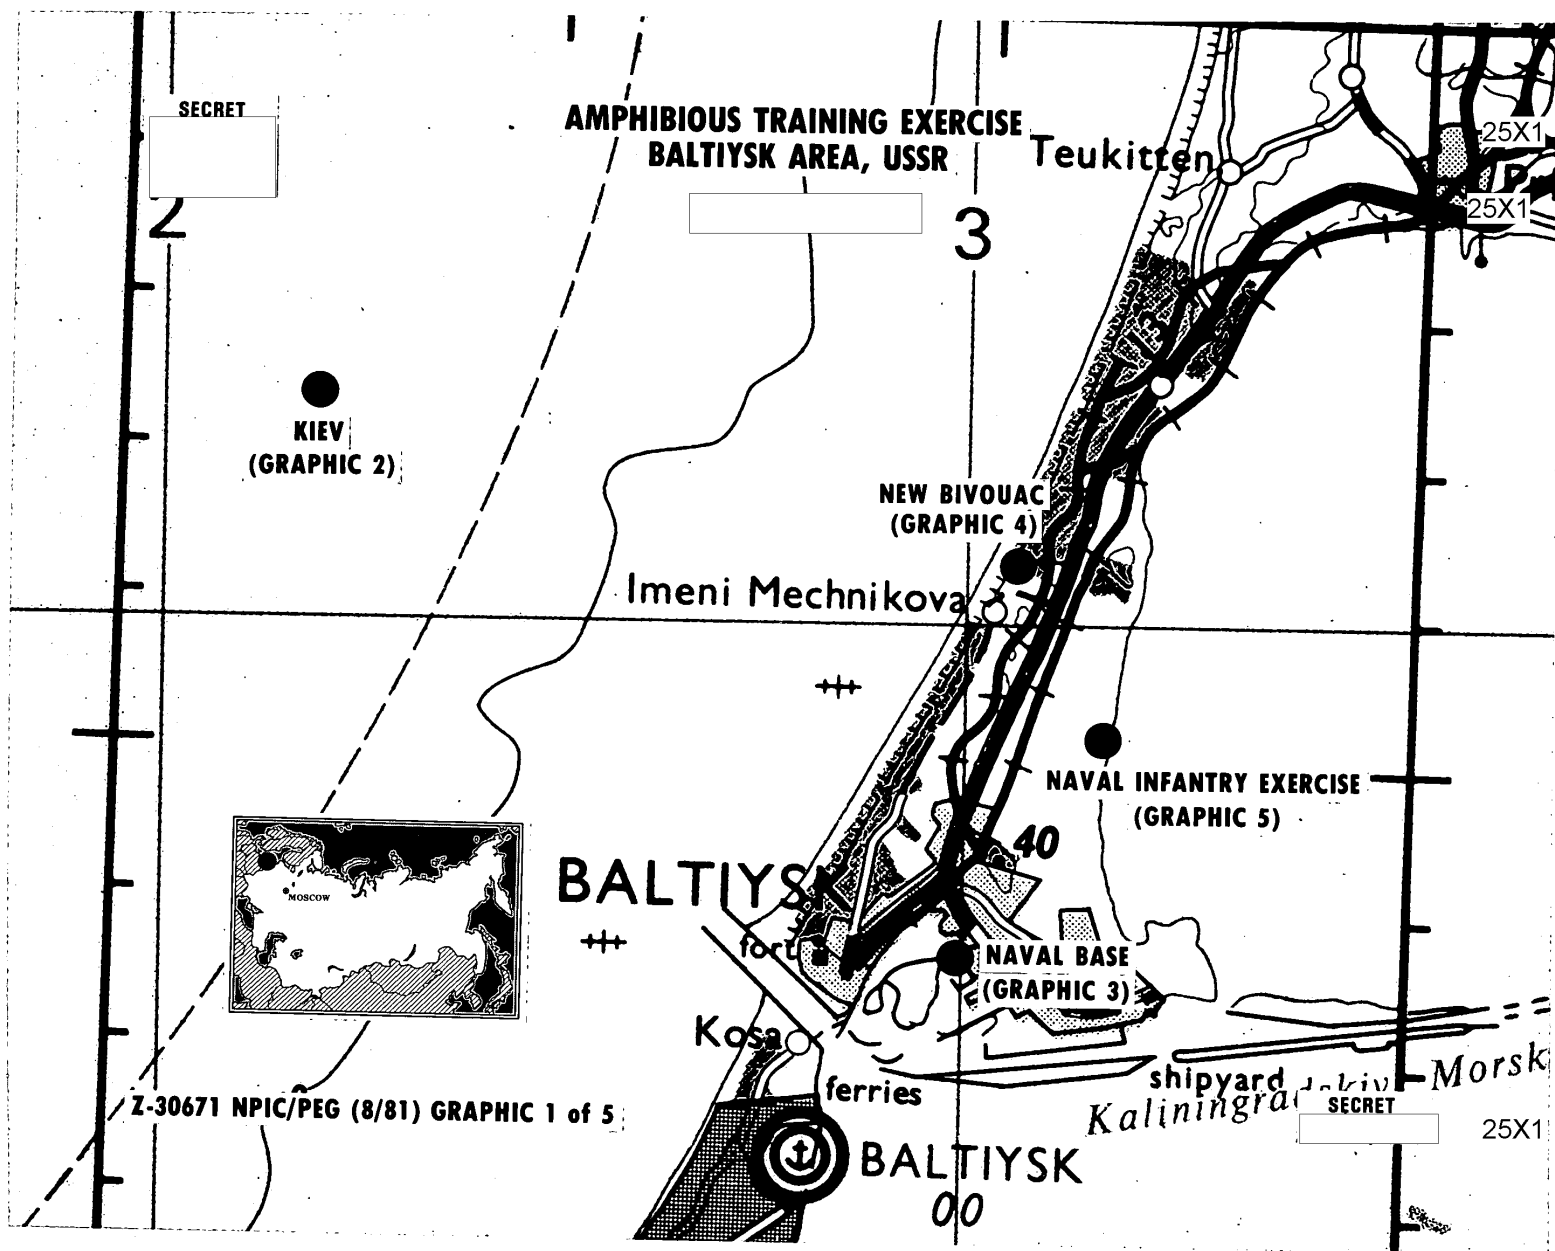 SECRET
AMPHIBIOUS TRAINING EXERCISE
BALTIYSK AREA, USSR
Teukitten
25X1
25X1
2
3
13
KIEV
(GRAPHIC 2)
NEW BIVOUAC
(GRAPHIC 4)
Imeni Mechnikova
NAVAL INFANTRY EXERCISE
(GRAPHIC 5)
40
MOSCOW
BALTIYSK
fort
NAVAL BASE
(GRAPHIC 3)
Kosa
ferries
shipyard
Kaliningradskiy Morsk
Z-30671 NPIC/PEG (8/81) GRAPHIC 1 of 5
SECRET
25X1
BALTIYSK
00